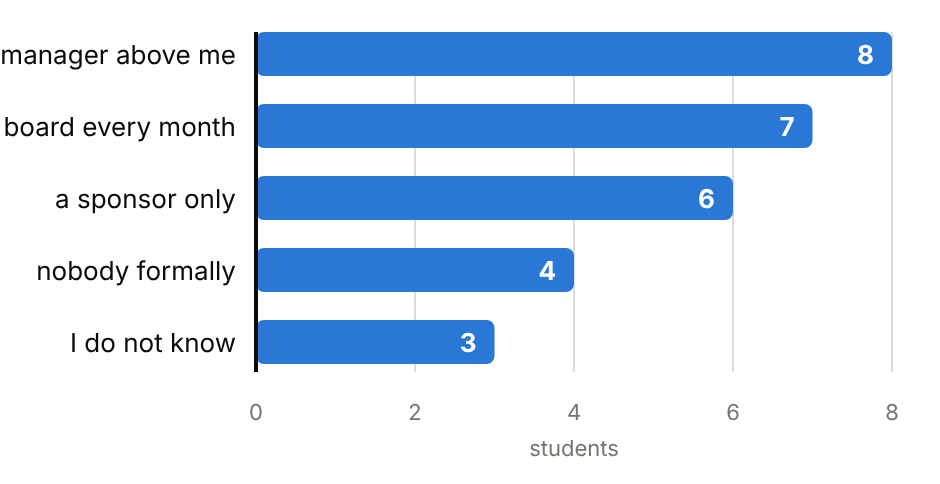 manager above me
8
board every month
7
a sponsor only
6
nobody formally
4
I do not know
3
0 2 4 6 8
students